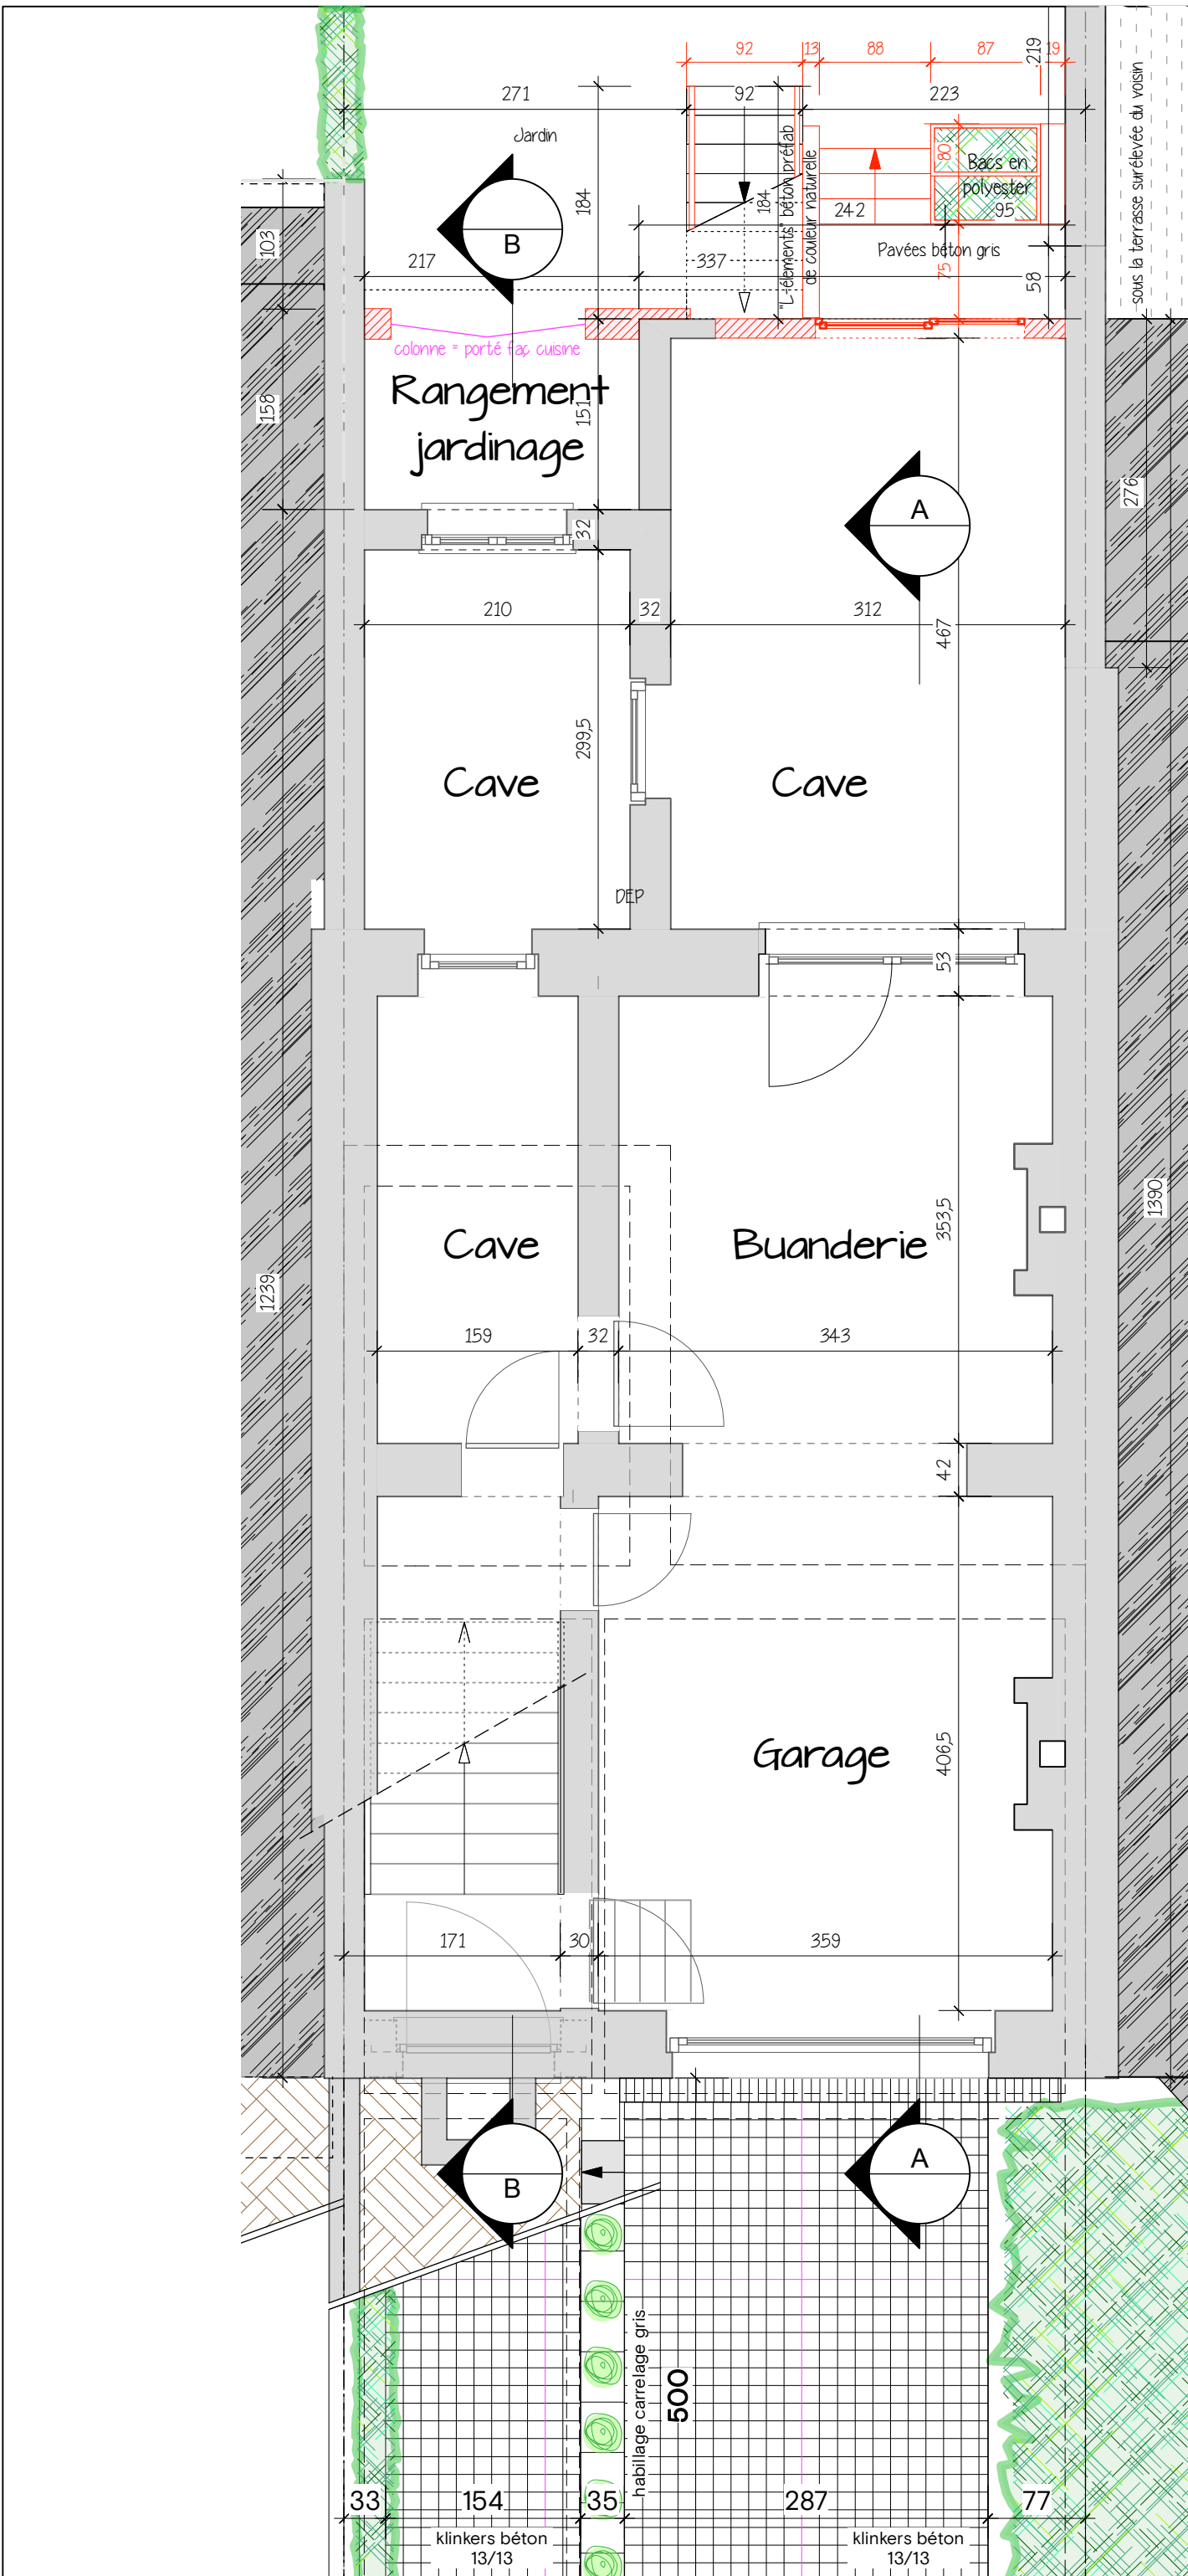 92 13 88 87 19
.219
271 92 223
Jardin
sous la terrasse surélevée du voisin
"L-élements" béton préfab
de couleur naturelle
80
Bacs en
polyester
184
184
242
95
B
103
Pavées béton gris
217
337
75
58
colonne = porté faç cuisine
Rangement
jardinage
158
151
276
A
32
210
32
312
467
299,5
Cave
Cave
DEP
53
1390
353,5
Cave
Buanderie
1239
159
32
343
42
Garage
406,5
171
30
359
A
B
habillage carrelage gris
500
33
154
35
287
77
klinkers béton
13/13
klinkers béton
13/13